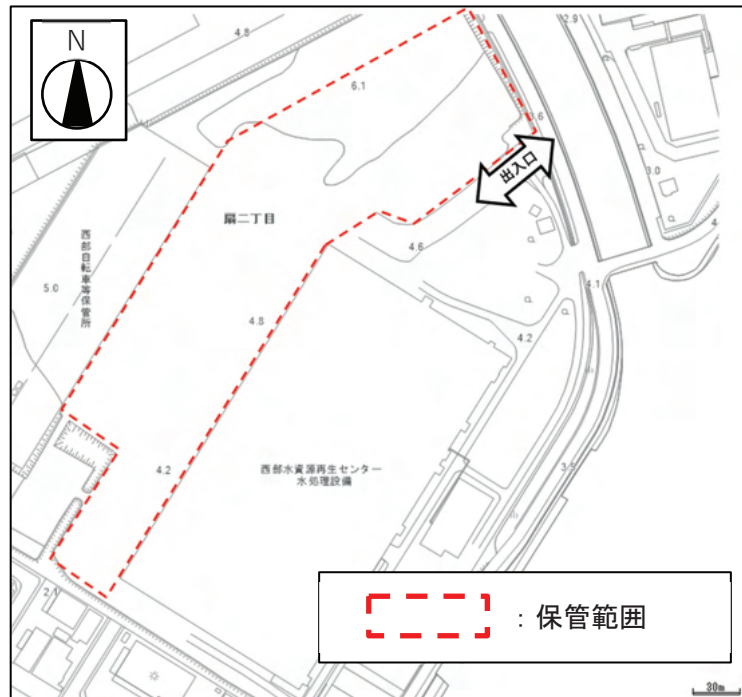 N
4.8
2.9
6.1
3.6
出入口
3.0
扇二丁目
4.6
西部自転車等保管所
5.0
4.1
4.8
4.2
4.2
西部水資源再生センター
水処理設備
3.5
2.1
：保管範囲
30m